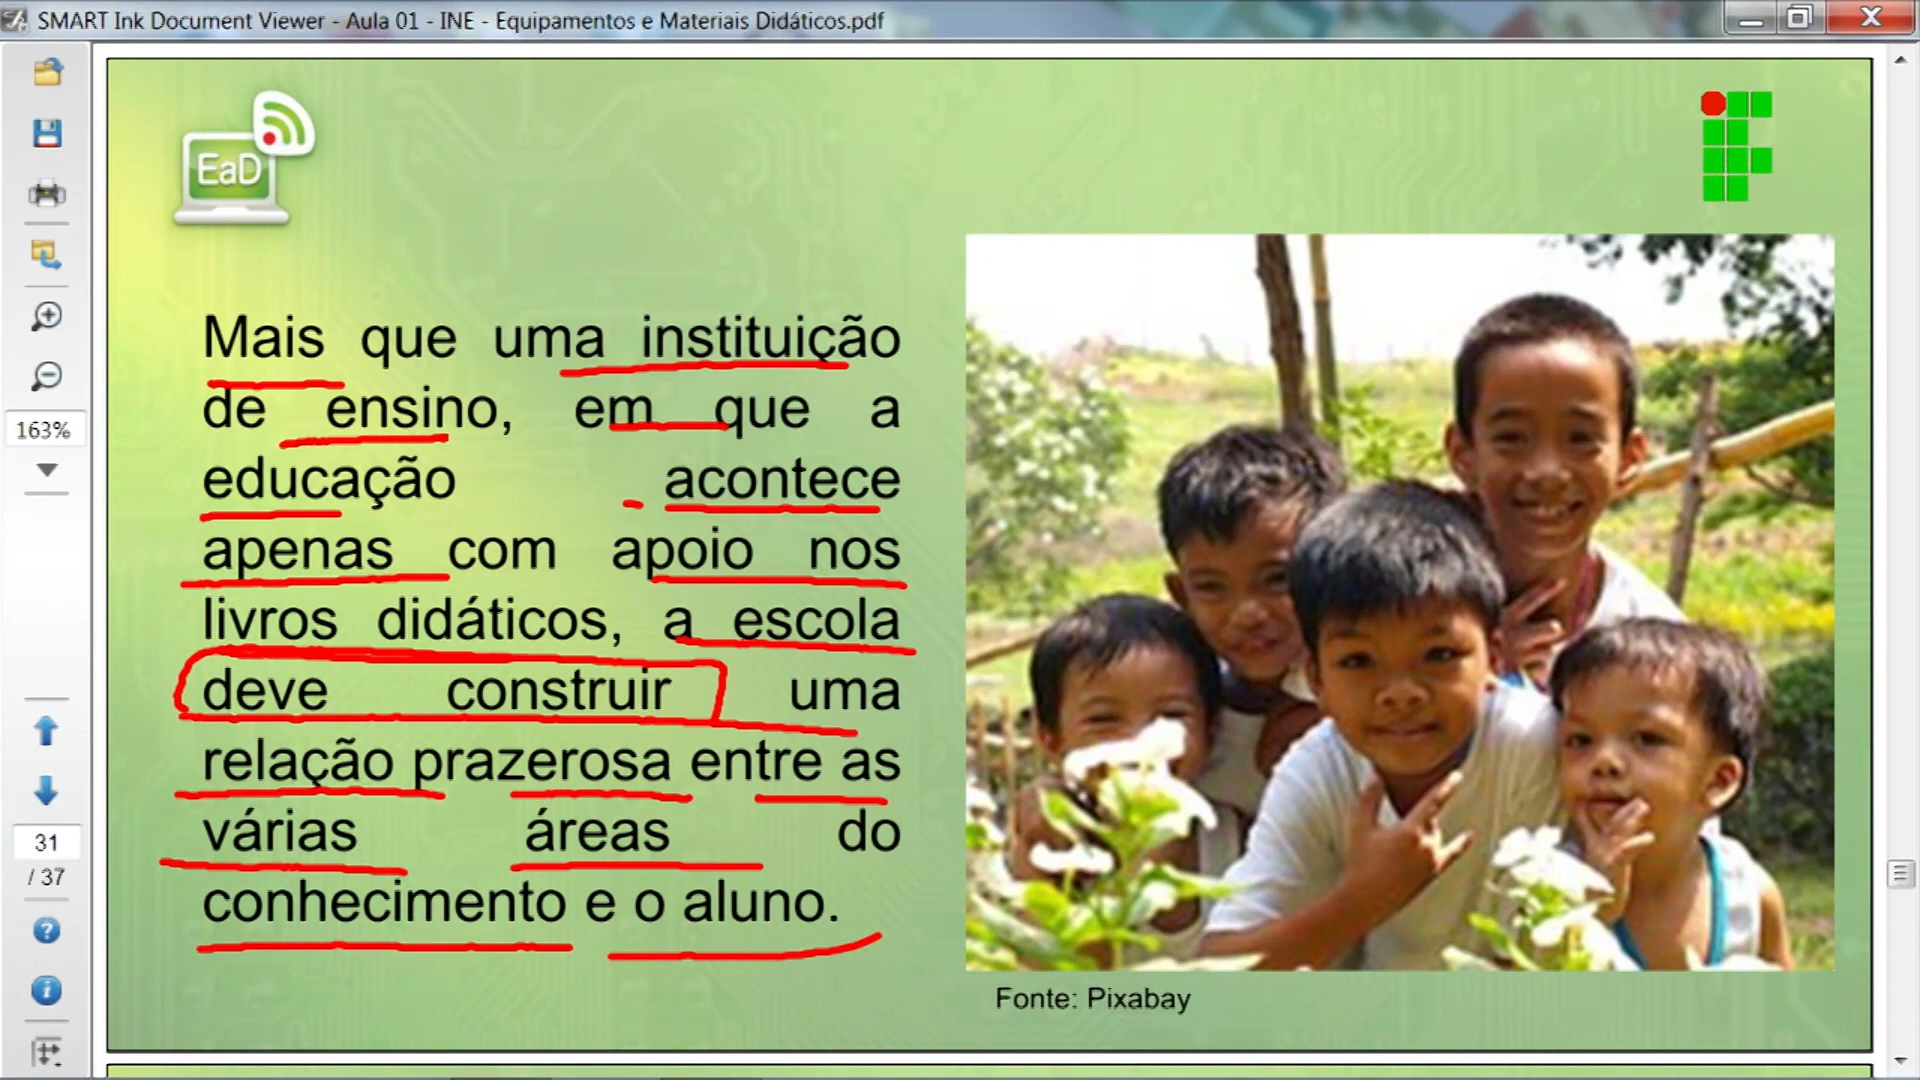 SMART Ink Document Viewer - Aula 01 - INE - Equipamentos e Materiais Didáticos.pdf
EaD
Mais que uma instituição
de ensino, em que a
educação acontece
apenas com apoio nos
livros didáticos, a escola
deve construir uma
relação prazerosa entre as
várias áreas do
conhecimento e o aluno.
Fonte: Pixabay
163%
31
/ 37